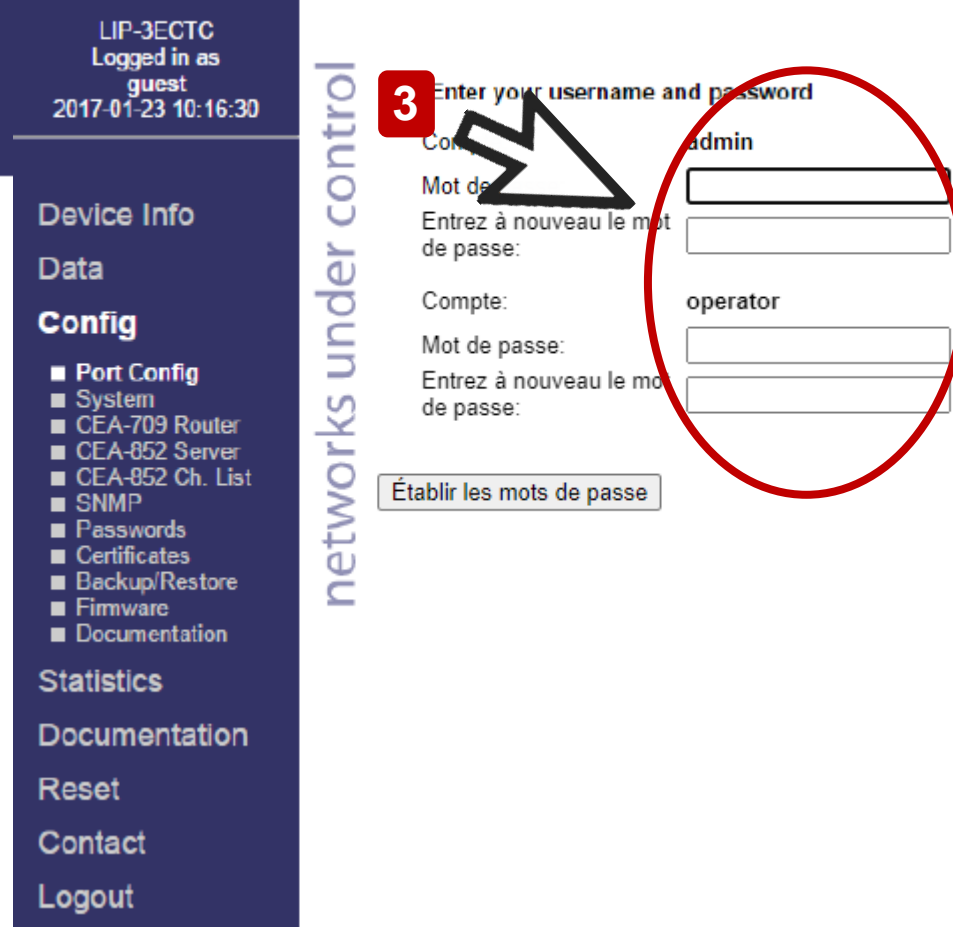 LIP-3ECTC
Logged in as
guest
2017-01-23 10:16:30
Device Info
Data
Config
Port Config
System
CEA-709 Router
CEA-852 Server
CEA-852 Ch. List
SNMP
Passwords
Certificates
Backup/Restore
Firmware
Documentation
Statistics
Documentation
Reset
Contact
Logout
networks under control
3
Enter your username and password
admin
Mot de
Entrez à nouveau le mot
de passe:
Compte: operator
Mot de passe:
Entrez à nouveau le mot
de passe:
Établir les mots de passe